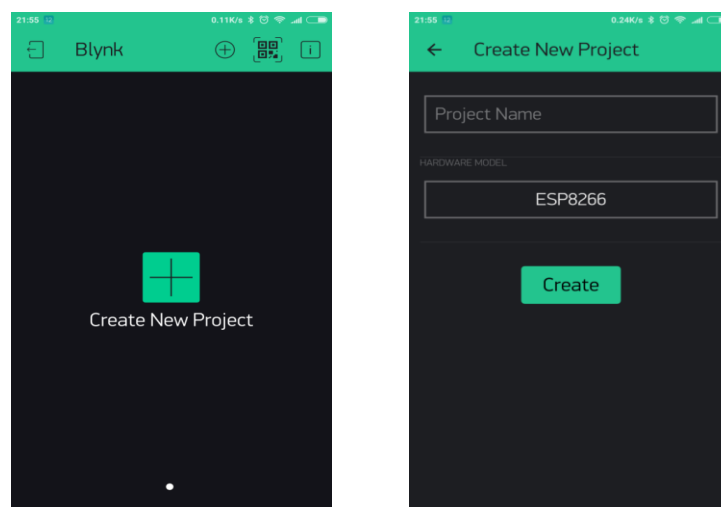 21:55
0.11K/s
Blynk
Create New Project
21:55
0.24K/s
Create New Project
Project Name
HARDWARE MODEL
ESP8266
Create